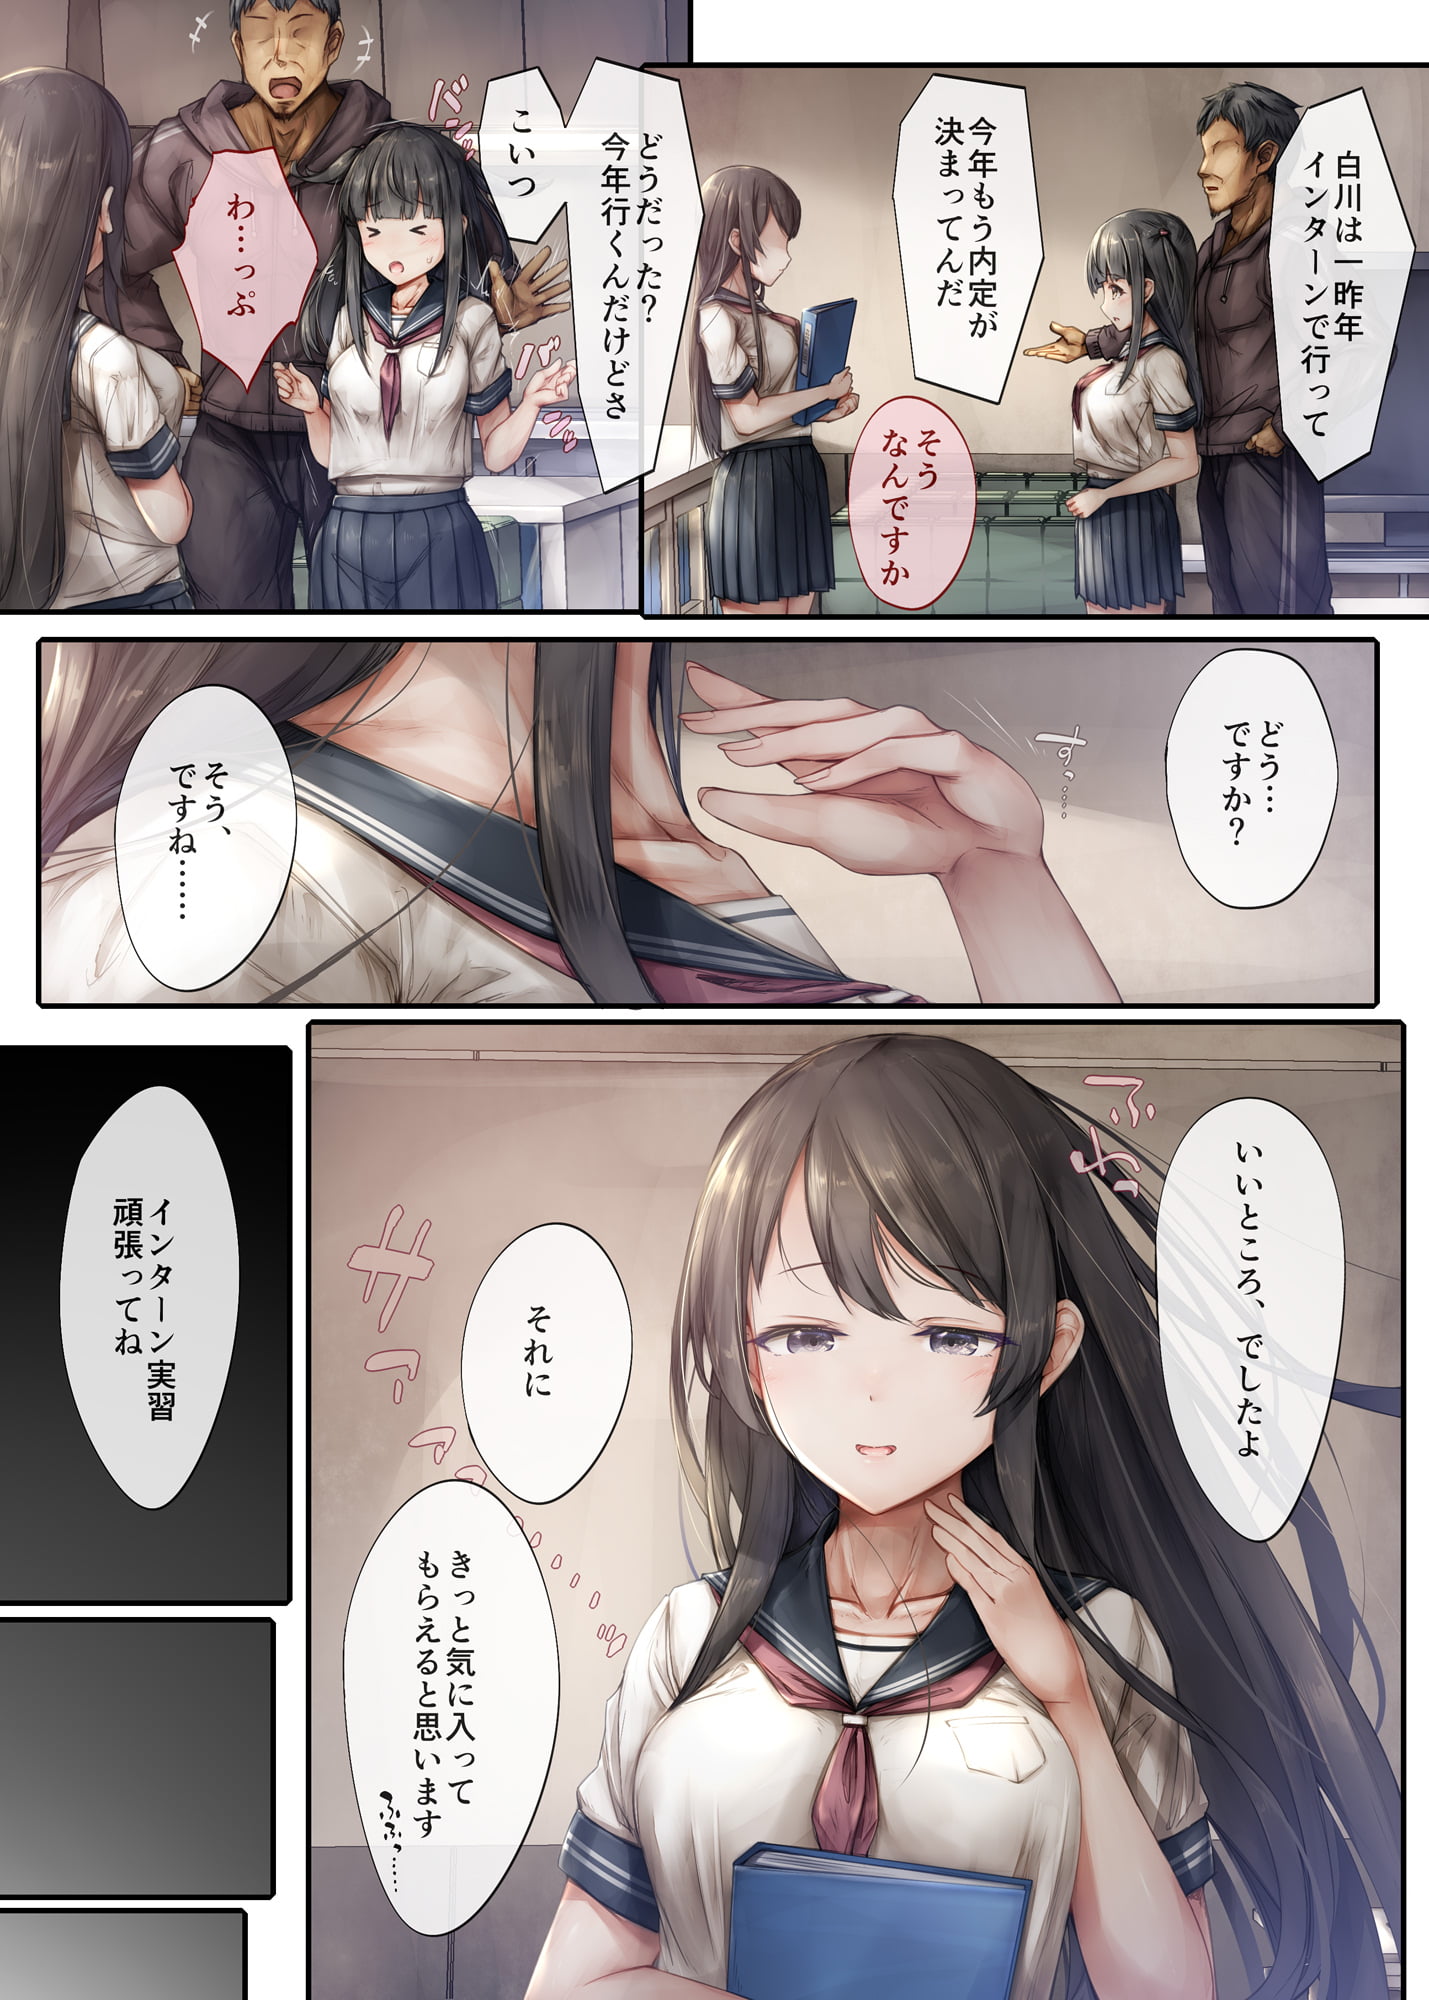 白川は一昨年
インターンで行って
今年もう内定が
決まってんだ
そう
なんですか
どうだった?
今年行くんだけどさ
こいつ
バンッ
わ…っぷ
バンッ
どう…
ですか?
すっ……
そう、
ですね……
ふわっ
いいところ、でしたよ
それに
サァァ……
きっと気に入って
もらえると思います
ふふっ……
インターン実習
頑張ってね